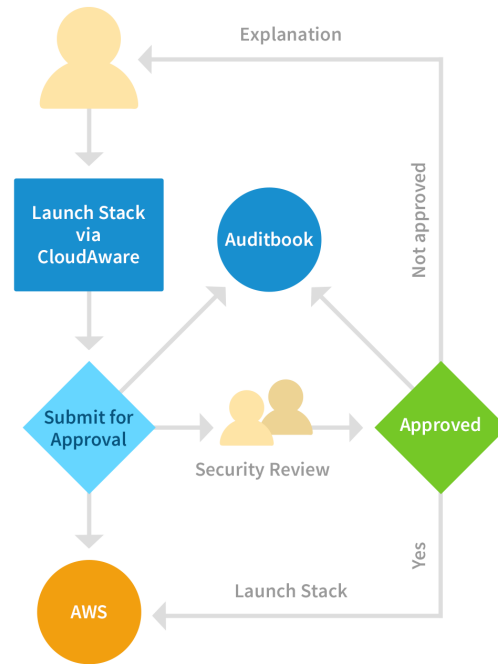 Explanation
Launch Stack
via
CloudAware
Auditbook
Not approved
Submit for
Approval
Approved
Security Review
Yes
Launch Stack
AWS